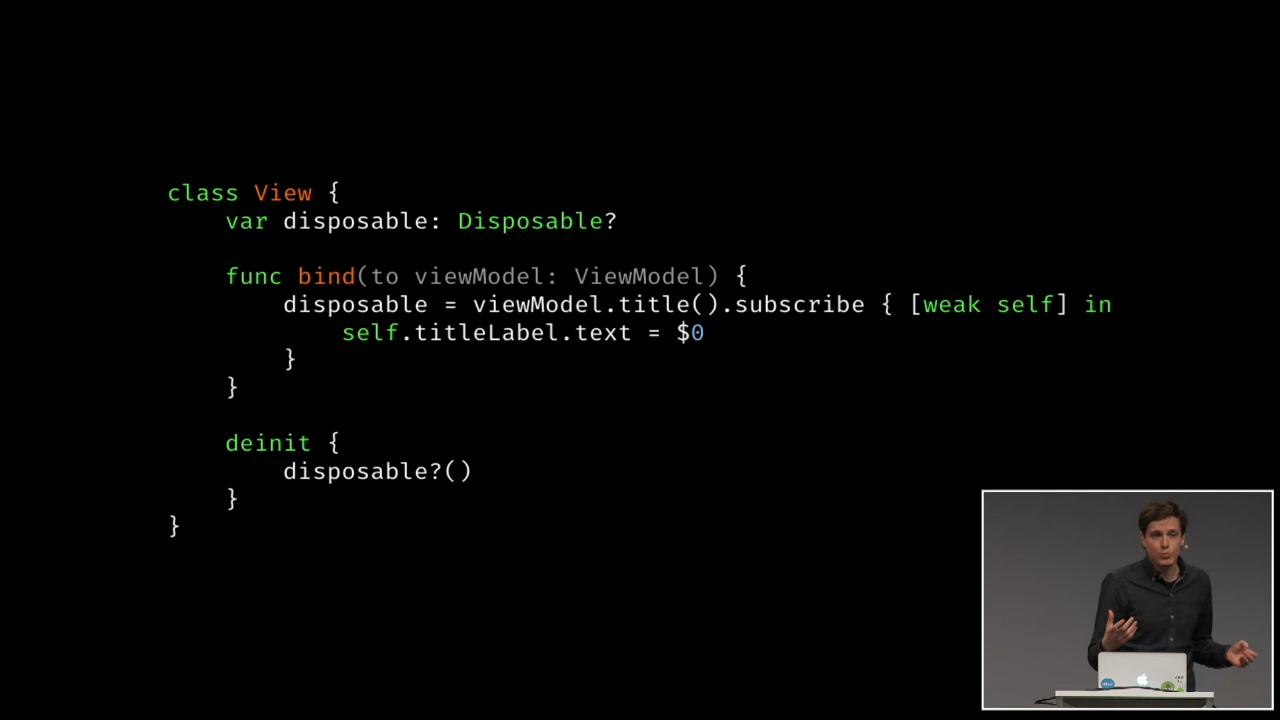 class View {
    var disposable: Disposable?
    func bind(to viewModel: ViewModel) {
        disposable = viewModel.title().subscribe { [weak self] in
            self.titleLabel.text = $0
        }
    }
    deinit {
        disposable?()
    }
}